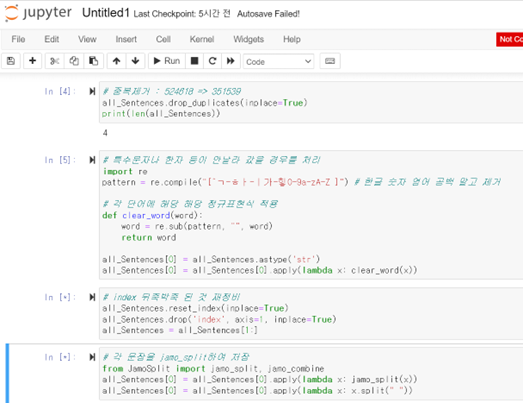 jupyter Untitled1 Last Checkpoint: 5시간 전 Autosave Failed!
File Edit View Insert Cell Kernel Widgets Help Not Co
Run Code
In [4]: # 중복제거 : 524610 => 351539
all_Sentences.drop_duplicates(inplace=True)
print(len(all_Sentences))
4
In [5]: # 특수문자나 한자 등이 만날라 값을 경우를 처리
import re
pattern = re.compile("[^ㄱ-ㅎㅏ-ㅣ가-힣0-9a-zA-Z ]") # 한글 숫자 영어 공백 말고 제거
# 각 단어에 해당 해당 정규표현식 적용
def clear_word(word):
word = re.sub(pattern, "", word)
return word
all_Sentences[0] = all_Sentences.astype('str')
all_Sentences[0] = all_Sentences[0].apply(lambda x: clear_word(x))
In [*]: # index 뒤죽박죽 된 것 재정비
all_Sentences.reset_index(inplace=True)
all_Sentences.drop('index', axis=1, inplace=True)
all_Sentences = all_Sentences[1:]
In [*]: # 각 문장을 jamo_split하여 저장
from JamoSplit import jamo_split, jamo_combine
all_Sentences[0] = all_Sentences[0].apply(lambda x: jamo_split(x))
all_Sentences[0] = all_Sentences[0].apply(lambda x: x.split(" "))